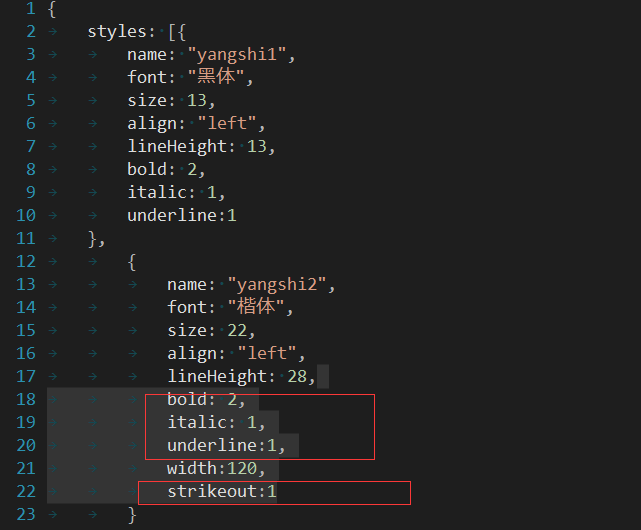 1 {
2 styles: [{
3 name: "yangshi1",
4 font: "黑体",
5 size: 13,
6 align: "left",
7 lineHeight: 13,
8 bold: 2,
9 italic: 1,
10 underline:1
11 },
12 {
13 name: "yangshi2",
14 font: "楷体",
15 size: 22,
16 align: "left",
17 lineHeight: 28,
18 bold: 2,
19 italic: 1,
20 underline:1,
21 width:120,
22 strikeout:1
23 }